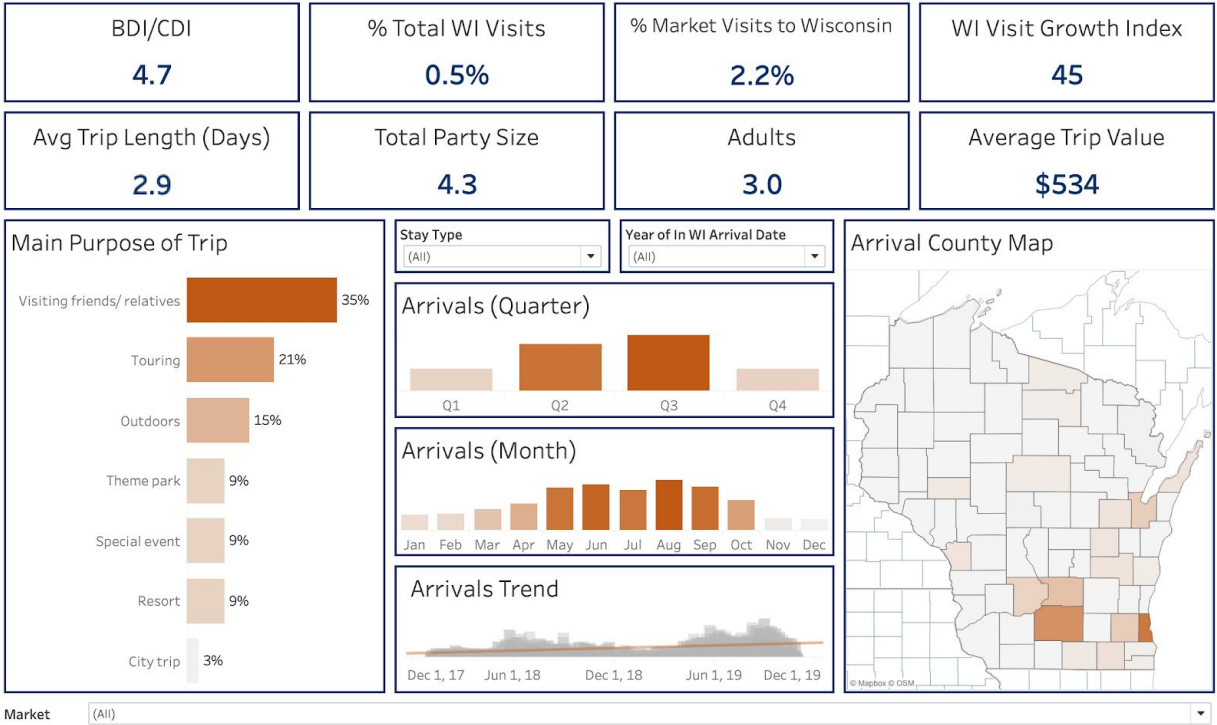 BDI/CDI
4.7
% Total WI Visits
0.5%
% Market Visits to Wisconsin
2.2%
WI Visit Growth Index
45
Avg Trip Length (Days)
2.9
Total Party Size
4.3
Adults
3.0
Average Trip Value
$534
Main Purpose of Trip
Visiting friends/ relatives 35%
Touring 21%
Outdoors 15%
Theme park 9%
Special event 9%
Resort 9%
City trip 3%
Stay Type
(All)
Year of In WI Arrival Date
(All)
Arrivals (Quarter)
Q1 Q2 Q3 Q4
Arrivals (Month)
Jan Feb Mar Apr May Jun Jul Aug Sep Oct Nov Dec
Arrivals Trend
Dec 1, 17 Jun 1, 18 Dec 1, 18 Jun 1, 19 Dec 1, 19
Arrival County Map
© Mapbox © OSM
Market (All)